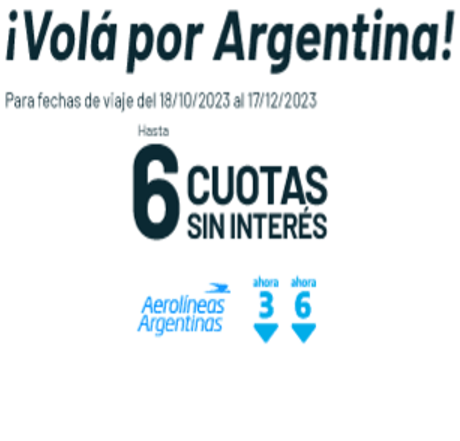 ¡Volá por Argentina!
Para fechas de viaje del 18/10/2023 al 17/12/2023
Hasta
6 CUOTAS
SIN INTERÉS
Aerolíneas
Argentinas
ahora ahora
3 6